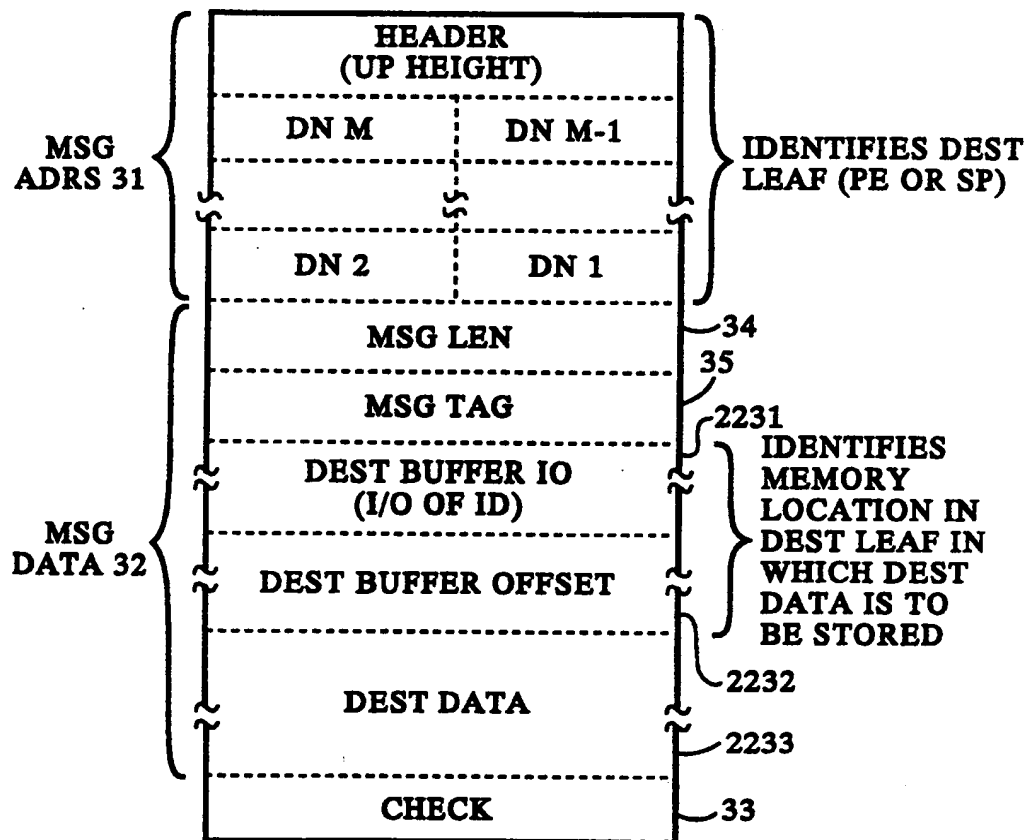 HEADER
(UP HEIGHT)
DN M
DN M-1
MSG
ADRS 31
IDENTIFIES DEST
LEAF (PE OR SP)
DN 2
DN 1
MSG LEN
34
35
MSG TAG
2231
DEST BUFFER IO
(I/O OF ID)
IDENTIFIES
MEMORY
LOCATION IN
DEST LEAF IN
WHICH DEST
DATA IS TO
BE STORED
MSG
DATA 32
DEST BUFFER OFFSET
2232
DEST DATA
2233
CHECK
33